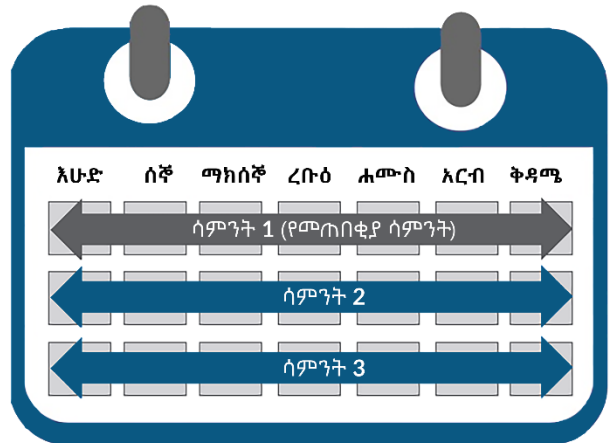 እሁድ ሰኞ ማክሰኞ ረቡዕ ሐሙስ አርብ ቅዳሜ
ሳምንት 1 (የመጠበቂያ ሳምንት)
ሳምንት 2
ሳምንት 3